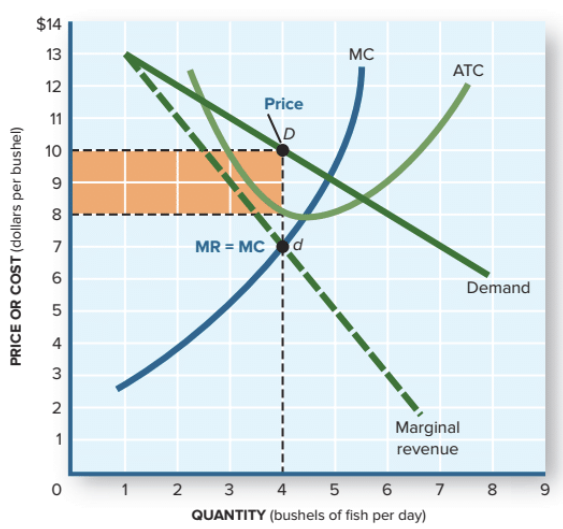 $14
13
12
11
10
9
8
7
6
5
4
3
2
1
0
1
2
3
4
5
6
7
8
9
PRICE OR COST (dollars per bushel)
QUANTITY (bushels of fish per day)
MC
ATC
Price
D
MR = MC
d
Demand
Marginal
revenue